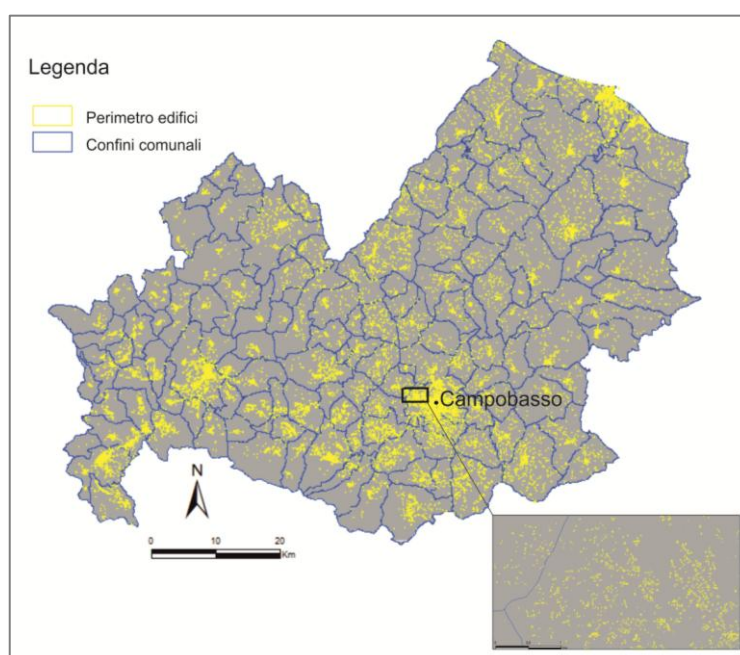 Legenda
Perimetro edifici
Confini comunali
Campobasso
N
0 10 20
Km